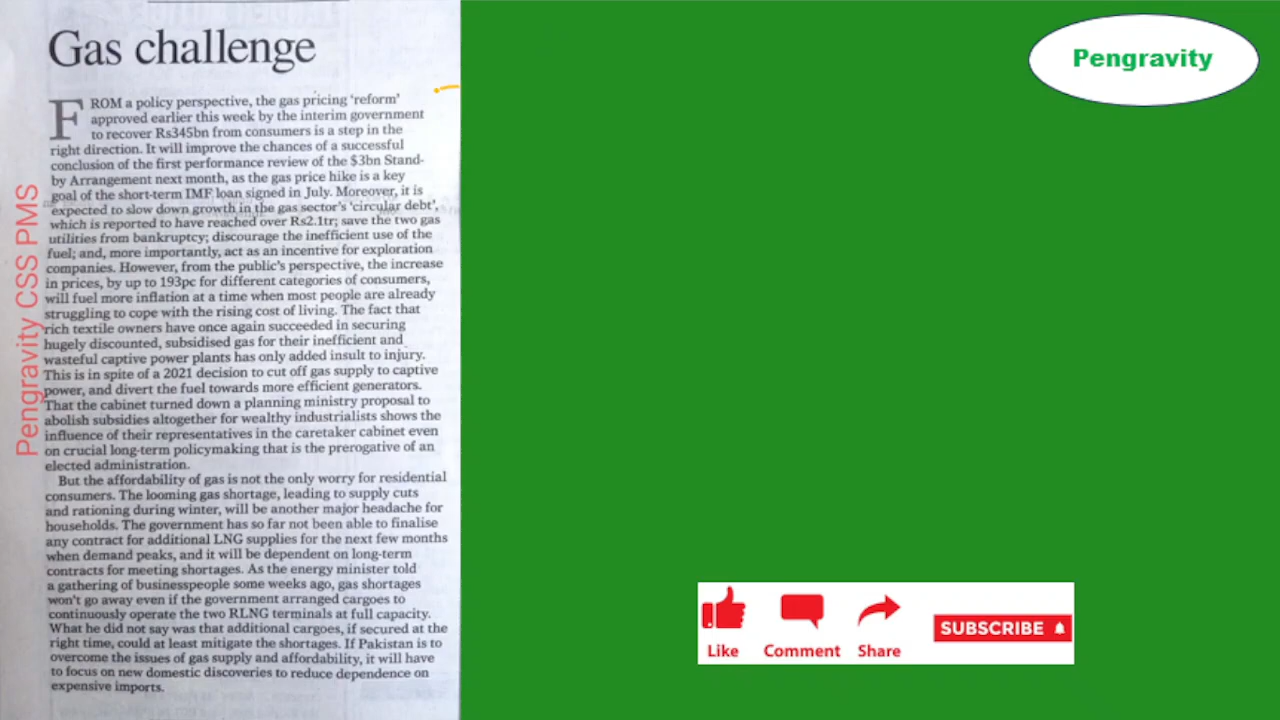 Gas challenge
FROM a policy perspective, the gas pricing ‘reform’
approved earlier this week by the interim government
to recover Rs345bn from consumers is a step in the
right direction. It will improve the chances of a successful
conclusion of the first performance review of the $3bn Stand-
by Arrangement next month, as the gas price hike is a key
goal of the short-term IMF loan signed in July. Moreover, it is
expected to slow down growth in the gas sector’s ‘circular debt’,
which is reported to have reached over Rs2.1tr; save the two gas
utilities from bankruptcy; discourage the inefficient use of the
fuel; and, more importantly, act as an incentive for exploration
companies. However, from the public’s perspective, the increase
in prices, by up to 193pc for different categories of consumers,
will fuel more inflation at a time when most people are already
struggling to cope with the rising cost of living. The fact that
rich textile owners have once again succeeded in securing
hugely discounted, subsidised gas for their inefficient and
wasteful captive power plants has only added insult to injury.
This is in spite of a 2021 decision to cut off gas supply to captive
power, and divert the fuel towards more efficient generators.
That the cabinet turned down a planning ministry proposal to
abolish subsidies altogether for wealthy industrialists shows the
influence of their representatives in the caretaker cabinet even
on crucial long-term policymaking that is the prerogative of an
elected administration.
But the affordability of gas is not the only worry for residential
consumers. The looming gas shortage, leading to supply cuts
and rationing during winter, will be another major headache for
households. The government has so far not been able to finalise
any contract for additional LNG supplies for the next few months
when demand peaks, and it will be dependent on long-term
contracts for meeting shortages. As the energy minister told
a gathering of businesspeople some weeks ago, gas shortages
won’t go away even if the government arranged cargoes to
continuously operate the two RLNG terminals at full capacity.
What he did not say was that additional cargoes, if secured at the
right time, could at least mitigate the shortages. If Pakistan is to
overcome the issues of gas supply and affordability, it will have
to focus on new domestic discoveries to reduce dependence on
expensive imports.
Pengravity CSS PMS
Pengravity
Like Comment Share SUBSCRIBE